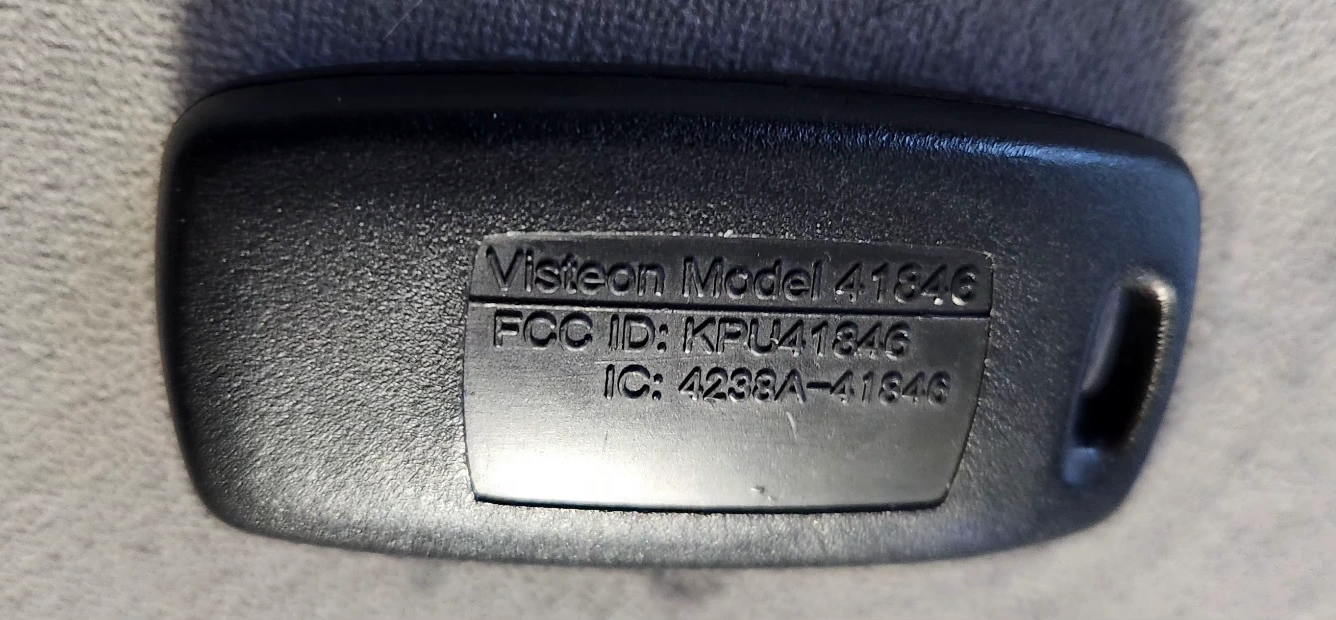 Visteon Model 41846
FCC ID: KPU41846
IC: 4238A-41846